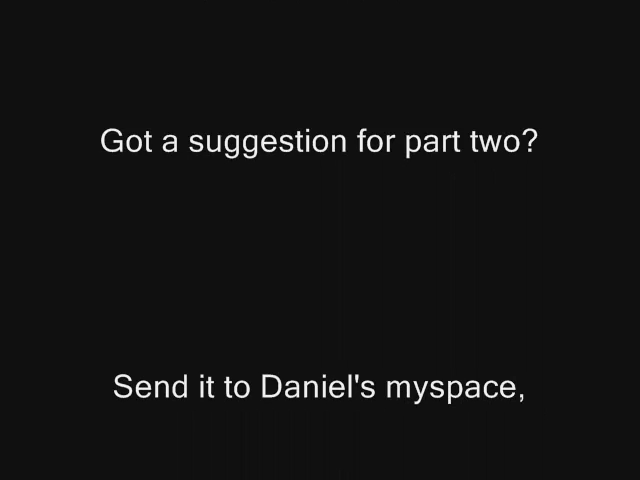 Got a suggestion for part two?
Send it to Daniel's myspace,